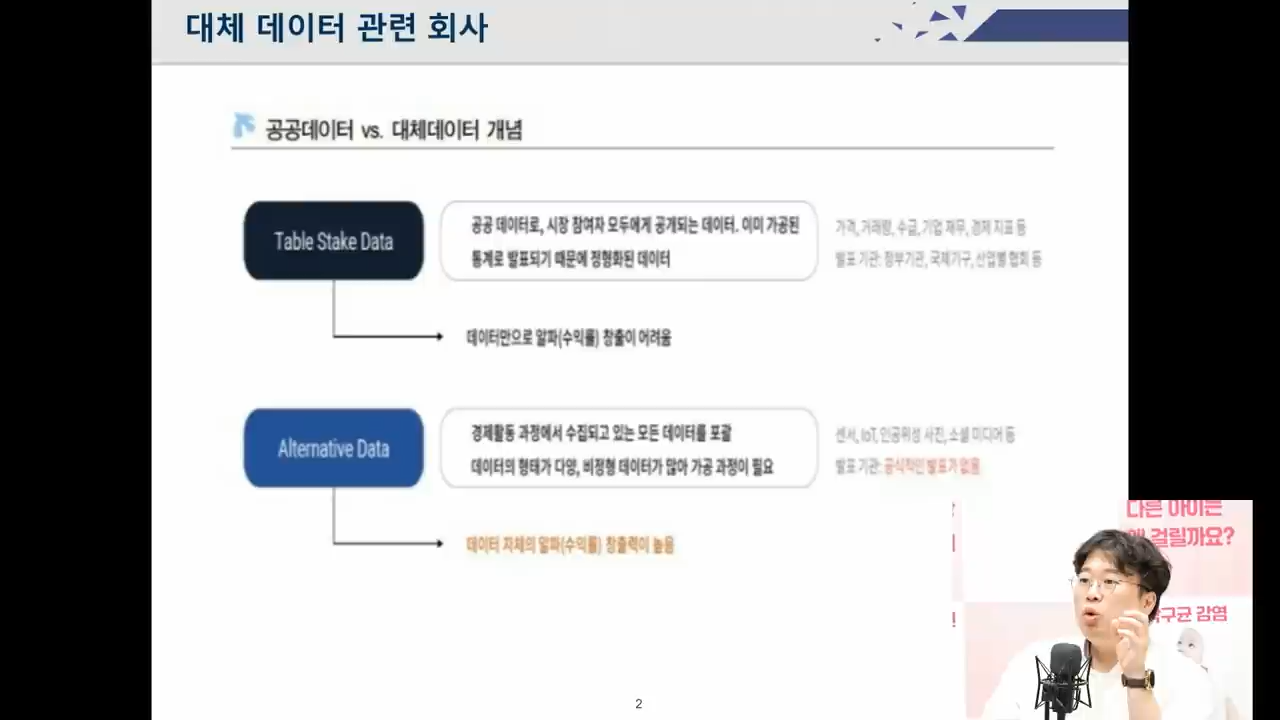 대체 데이터 관련 회사
공공데이터 vs. 대체데이터 개념
Table Stake Data
공공 데이터로, 시장 참여자 모두에게 공개되는 데이터. 이미 가공된
통계로 발표되기 때문에 정형화된 데이터
가격, 거래량, 수급, 기업 재무, 경제 지표 등
발표 기관: 정부기관, 국제기구, 산업별 협회 등
데이터만으로 알파(수익률) 창출이 어려움
Alternative Data
경제활동 과정에서 수집되고 있는 모든 데이터를 포괄
데이터의 형태가 다양, 비정형 데이터가 많아 가공 과정이 필요
센서, IoT, 인공위성 사진, 소셜 미디어 등
발표 기관: 공식적인 발표가 없음
데이터 자체의 알파(수익률) 창출력이 높음
다른 아이는
걸릴까요?
구균 감염
2